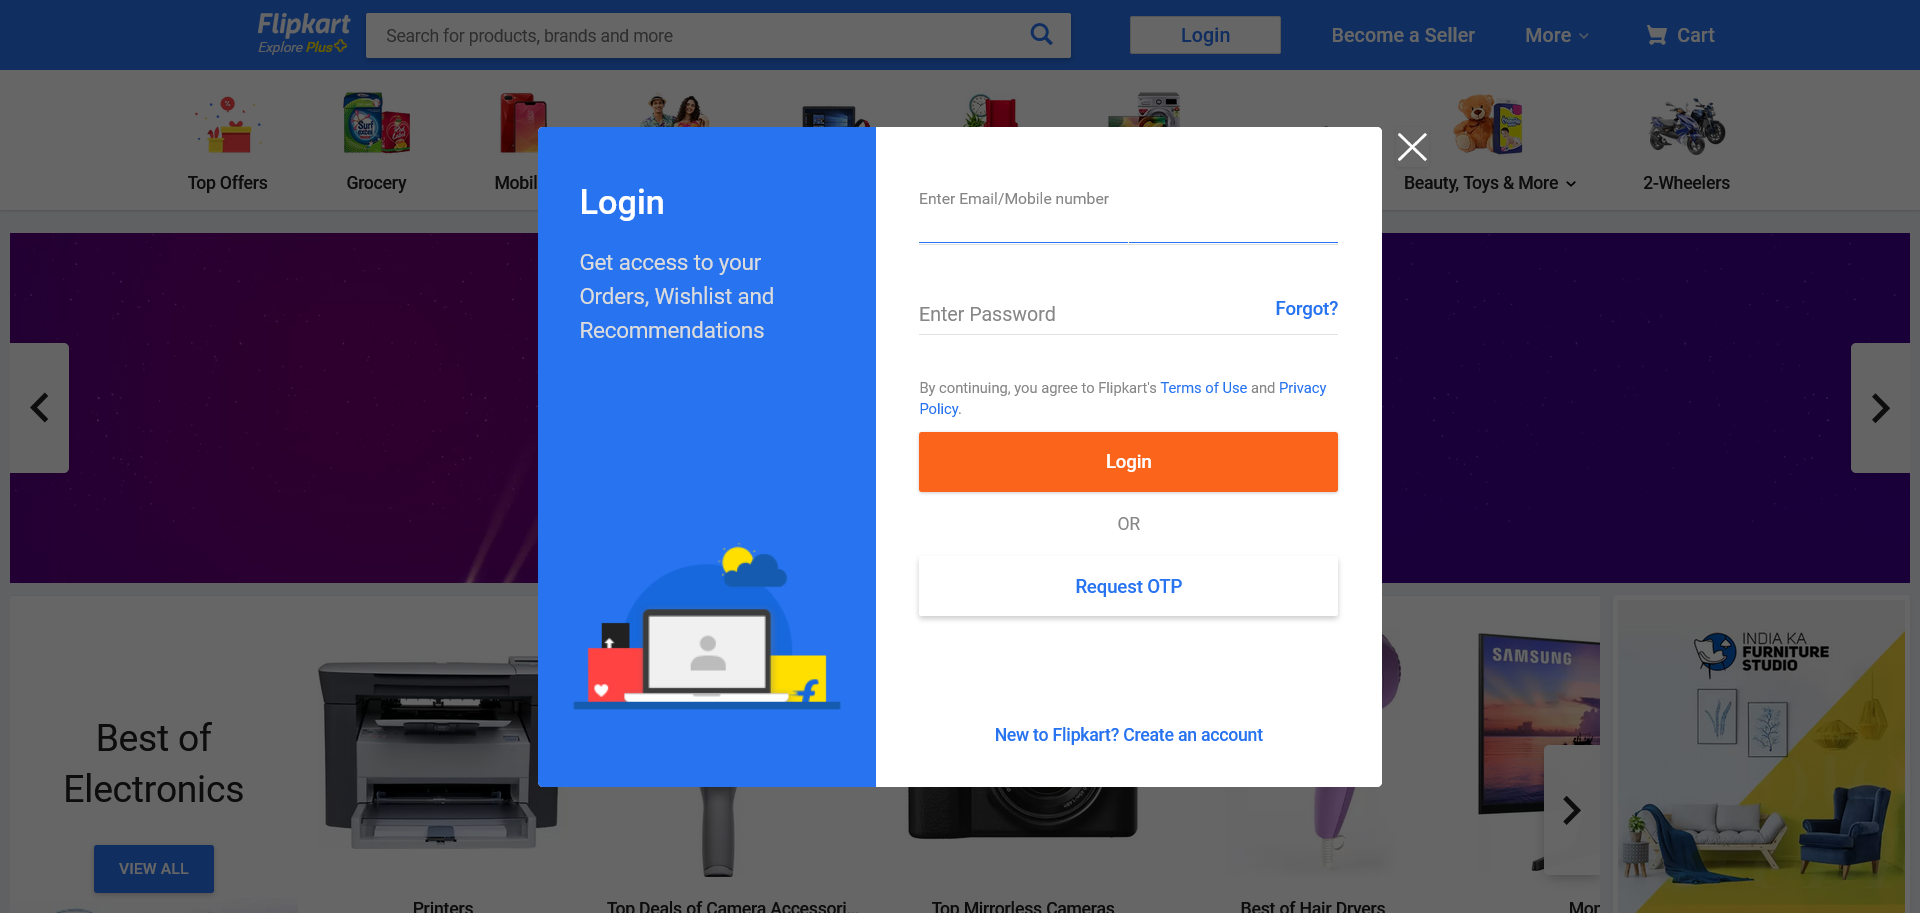 Flipkart
Explore Plus
Search for products, brands and more
Login
Become a Seller
More
Cart
Top Offers
Grocery
Mobil
Beauty, Toys & More
2-Wheelers
Login
Get access to your
Orders, Wishlist and
Recommendations
Enter Email/Mobile number
Enter Password
Forgot?
By continuing, you agree to Flipkart's Terms of Use and Privacy
Policy.
Login
OR
Request OTP
New to Flipkart? Create an account
Best of
Electronics
VIEW ALL
SAMSUNG
INDIA KA
FURNITURE
STUDIO
Printers
Top Deals of Camera Accessori...
Top Mirrorless Cameras
Best of Hair Dryers
Mor